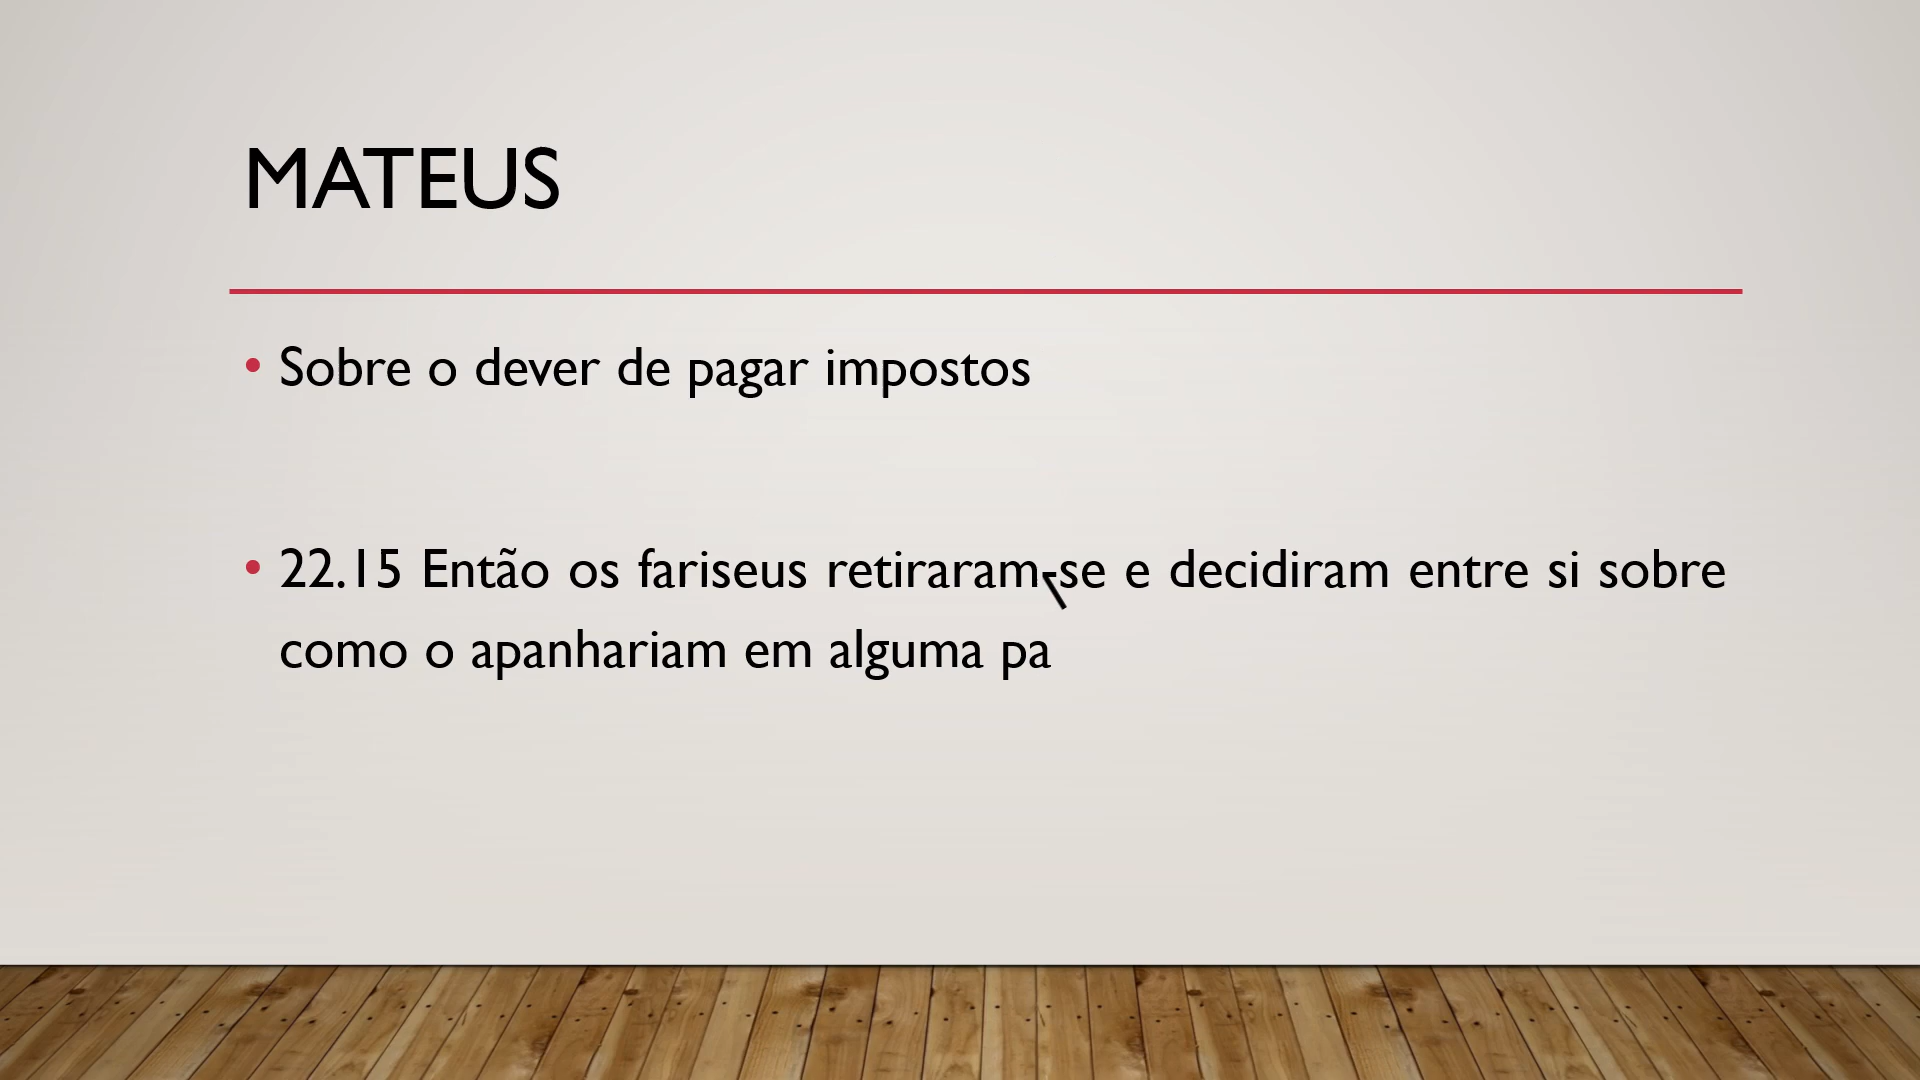 MATEUS
Sobre o dever de pagar impostos
22.15 Então os fariseus retiraram-se e decidiram entre si sobre
como o apanhariam em alguma pa